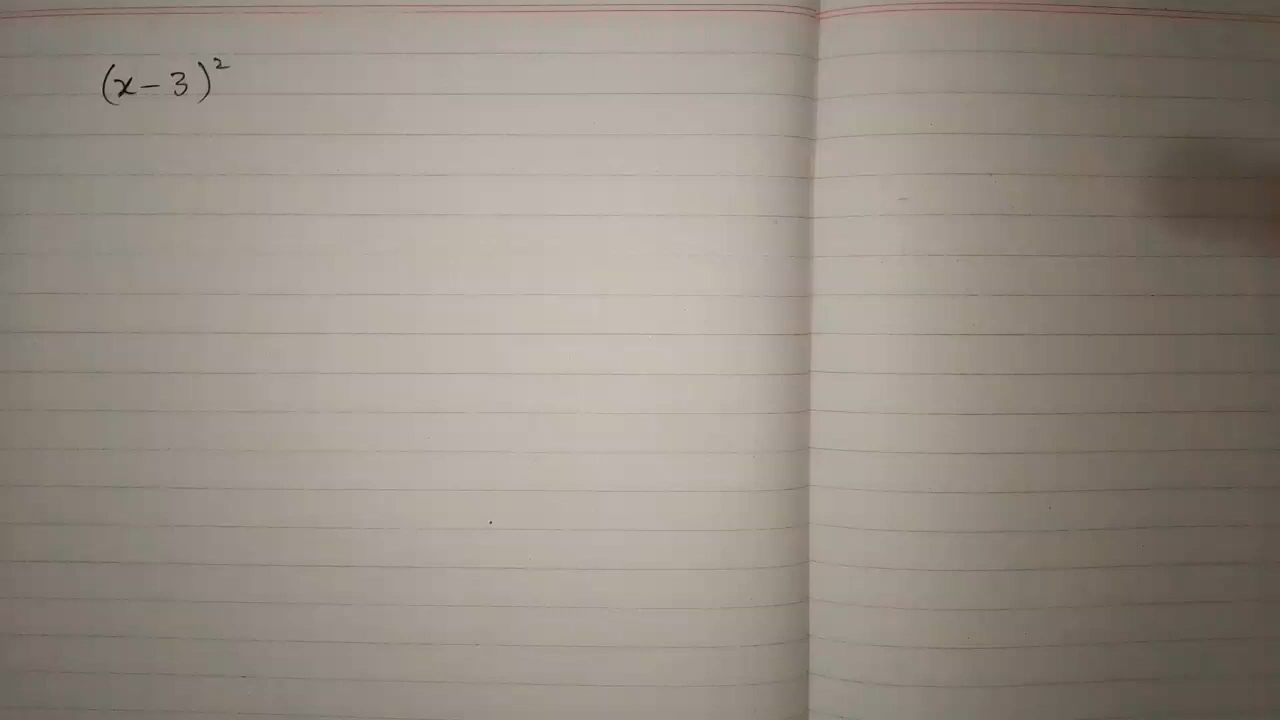 (x - 3)²